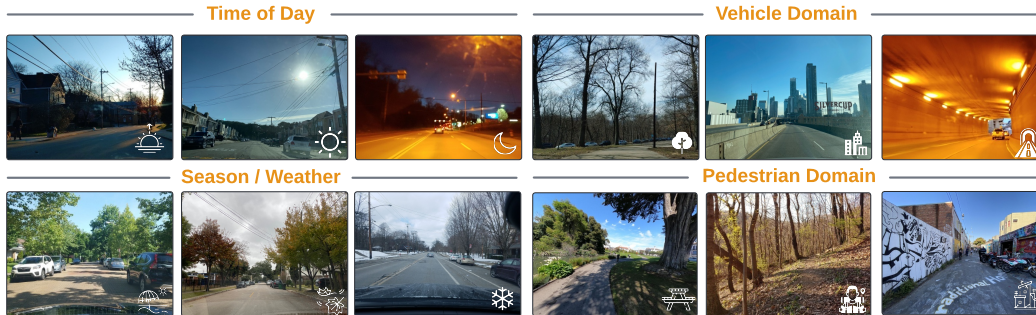 Time of Day
Vehicle Domain
SILVERCUP
Season / Weather
Pedestrian Domain